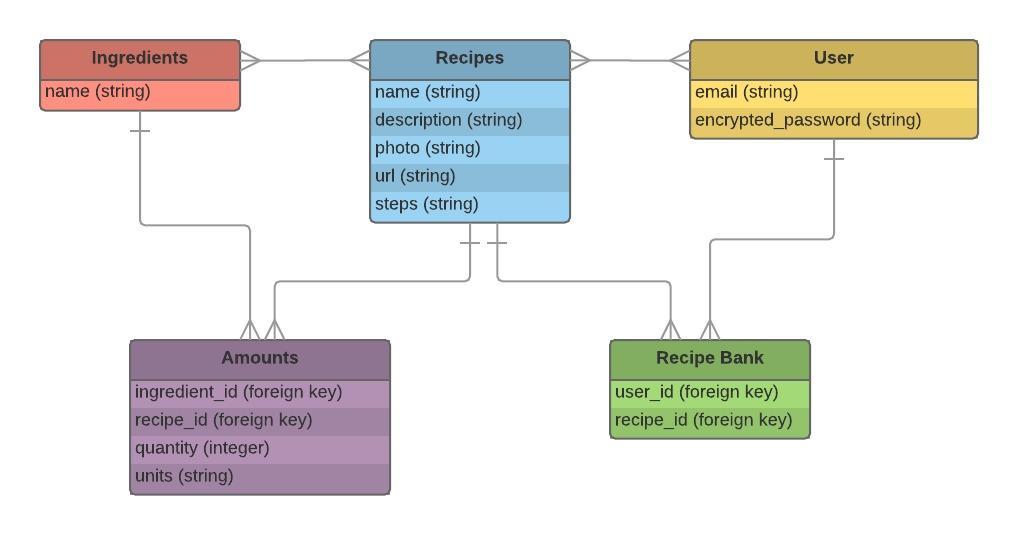 Ingredients
name (string)
Recipes
name (string)
description (string)
photo (string)
url (string)
steps (string)
User
email (string)
encrypted_password (string)
Amounts
ingredient_id (foreign key)
recipe_id (foreign key)
quantity (integer)
units (string)
Recipe Bank
user_id (foreign key)
recipe_id (foreign key)